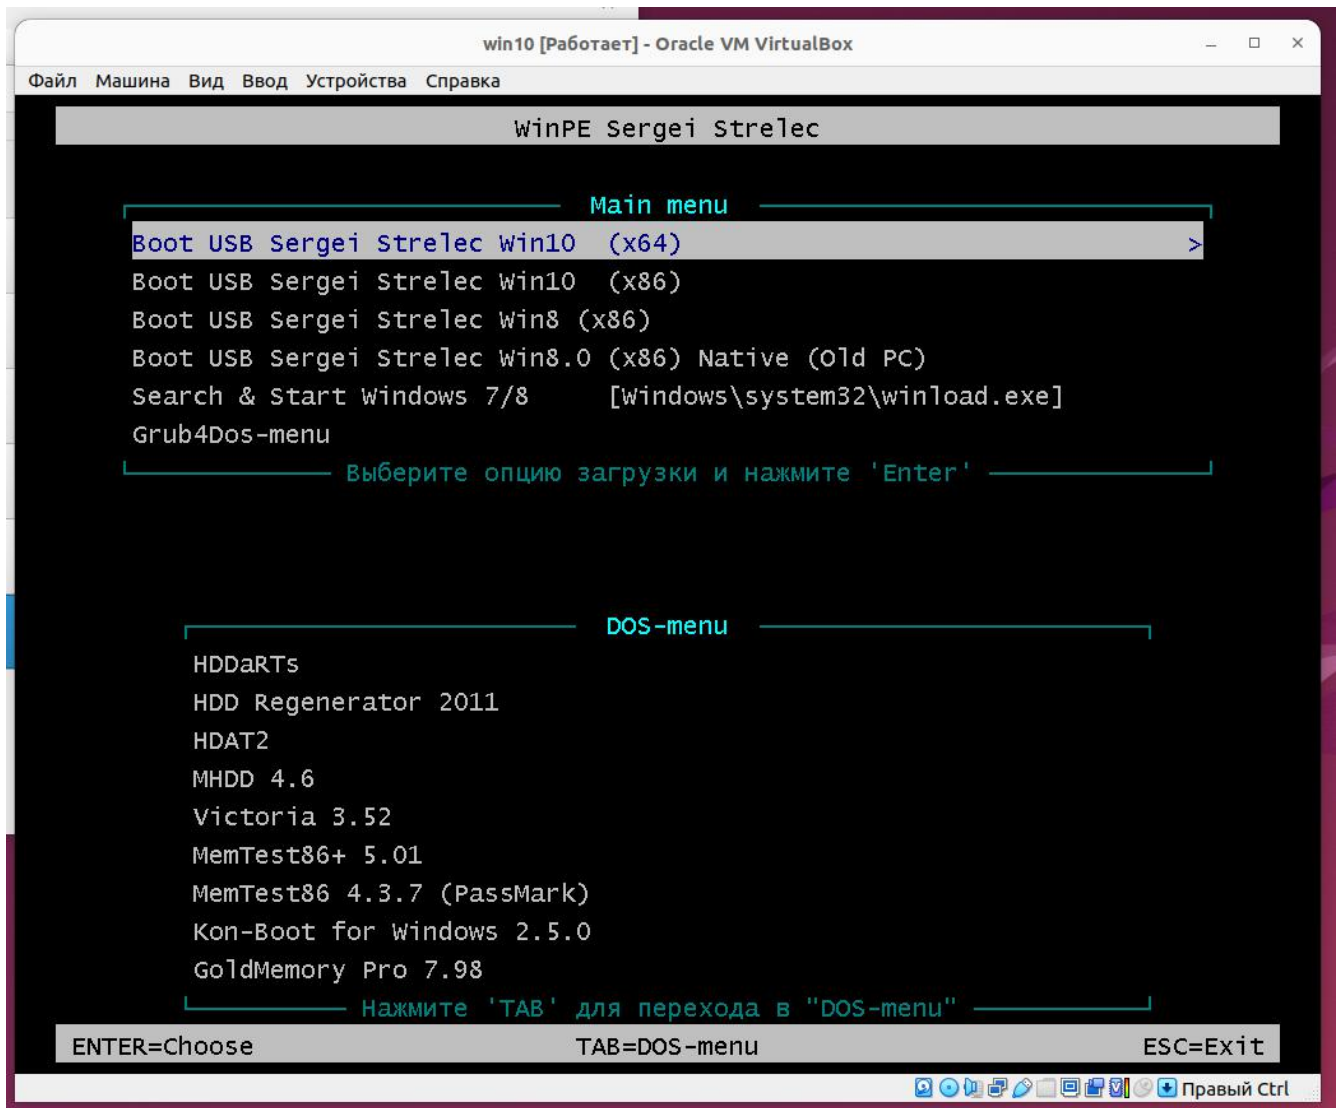 win10 [Работает] - Oracle VM VirtualBox
Файл Машина Вид Ввод Устройства Справка
WinPE Sergei Strelec
Main menu
Boot USB Sergei Strelec Win10 (x64) >
Boot USB Sergei Strelec Win10 (x86)
Boot USB Sergei Strelec Win8 (x86)
Boot USB Sergei Strelec Win8.0 (x86) Native (Old PC)
Search & Start Windows 7/8 [Windows\system32\winload.exe]
Grub4Dos-menu
Выберите опцию загрузки и нажмите 'Enter'
DOS-menu
HDDaRTs
HDD Regenerator 2011
HDAT2
MHDD 4.6
Victoria 3.52
MemTest86+ 5.01
MemTest86 4.3.7 (PassMark)
Kon-Boot for Windows 2.5.0
GoldMemory Pro 7.98
Нажмите 'TAB' для перехода в "DOS-menu"
ENTER=Choose TAB=DOS-menu ESC=Exit
Правый Ctrl